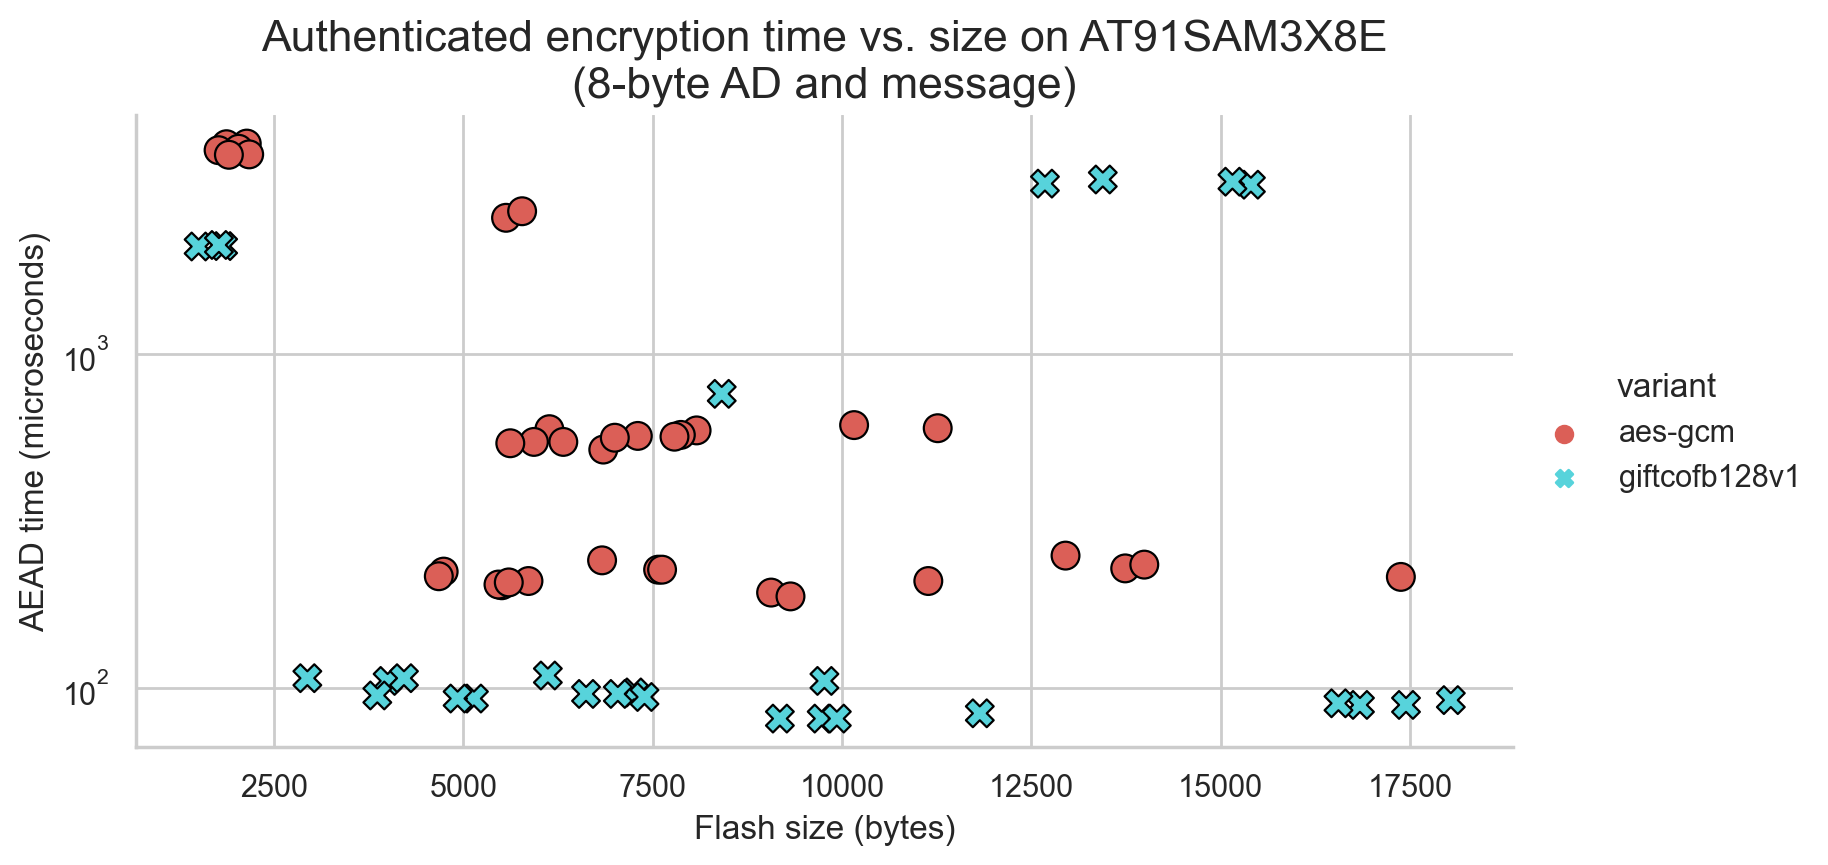 Authenticated encryption time vs. size on AT91SAM3X8E
(8-byte AD and message)
AEAD time (microseconds)
10³
10²
2500 5000 7500 10000 12500 15000 17500
Flash size (bytes)
variant
aes-gcm
giftcofb128v1